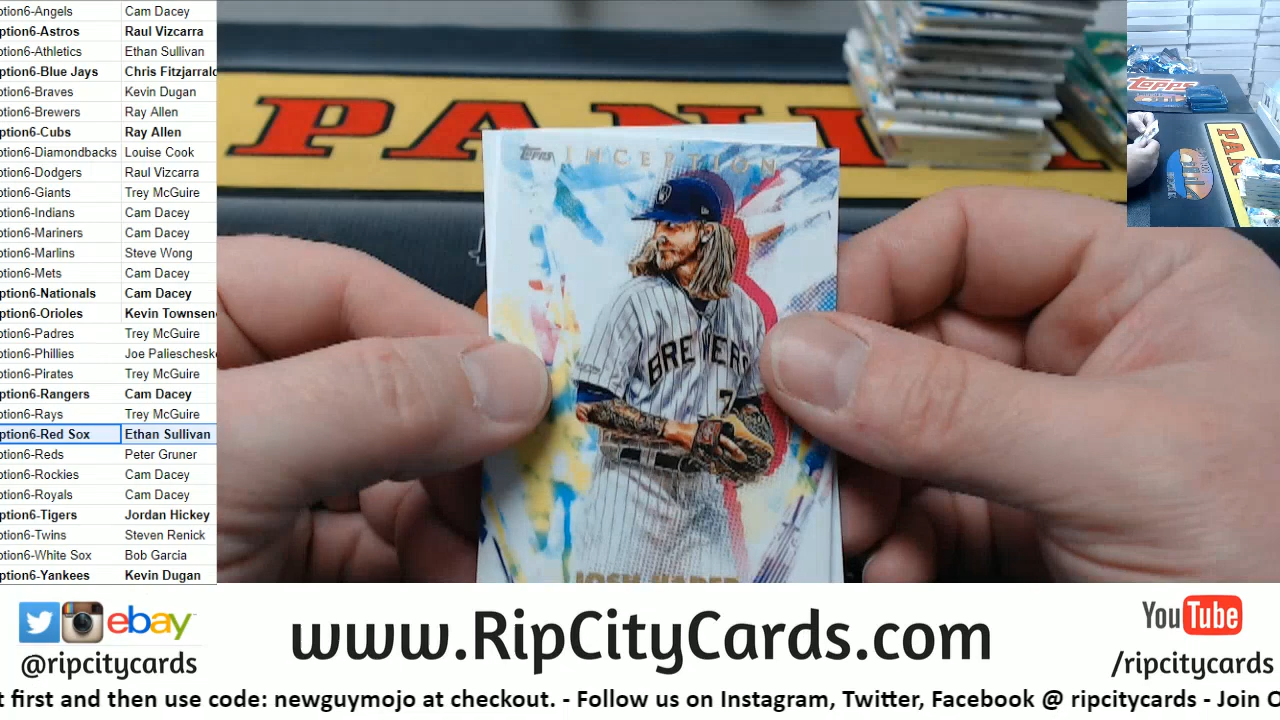 ption6-Angels Cam Dacey
ption6-Astros Raul Vizcarra
ption6-Athletics Ethan Sullivan
ption6-Blue Jays Chris Fitzjarrald
ption6-Braves Kevin Dugan
ption6-Brewers Ray Allen
ption6-Cubs Ray Allen
ption6-Diamondbacks Louise Cook
ption6-Dodgers Raul Vizcarra
ption6-Giants Trey McGuire
ption6-Indians Cam Dacey
ption6-Mariners Cam Dacey
ption6-Marlins Steve Wong
ption6-Mets Cam Dacey
ption6-Nationals Cam Dacey
ption6-Orioles Kevin Townsen
ption6-Padres Trey McGuire
ption6-Phillies Joe Palieschesk
ption6-Pirates Trey McGuire
ption6-Rangers Cam Dacey
ption6-Rays Trey McGuire
ption6-Red Sox Ethan Sullivan
ption6-Reds Peter Gruner
ption6-Rockies Cam Dacey
ption6-Royals Cam Dacey
ption6-Tigers Jordan Hickey
ption6-Twins Steven Renick
ption6-White Sox Bob Garcia
ption6-Yankees Kevin Dugan
PANINI
Topps INCEPTION
BREWERS
7
JOSH HADER
Topps
PANI
ebay
@ripcitycards
www.RipCityCards.com
YouTube
/ripcitycards
t first and then use code: newguymojo at checkout. - Follow us on Instagram, Twitter, Facebook @ ripcitycards - Join O